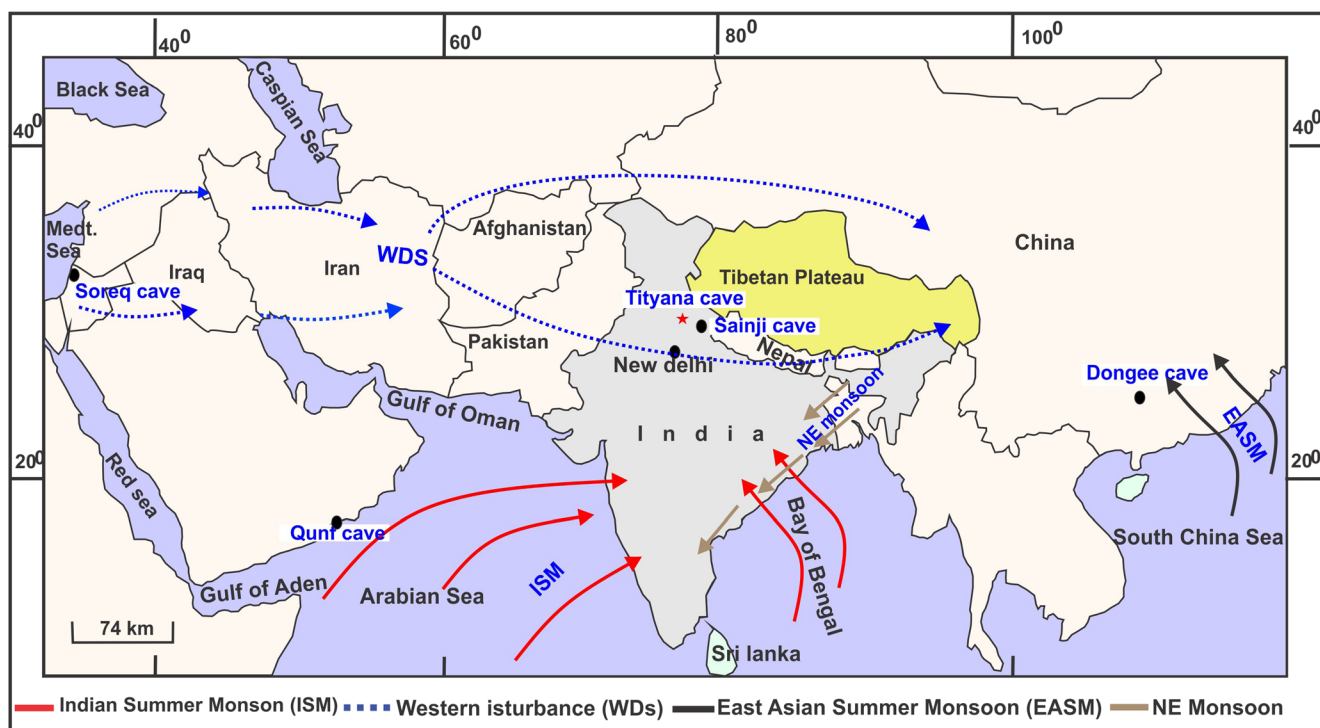 40⁰
60⁰
80⁰
100⁰
Black Sea
Caspian Sea
40⁰
40⁰
Medt.
Sea
Afghanistan
WDS
China
Iraq
Iran
Tibetan Plateau
Soreq cave
Tityana cave
Sainji cave
Pakistan
Nepal
New delhi
Dongee cave
Gulf of Oman
NE monsoon
EASM
India
Red sea
20⁰
20⁰
Qunf cave
Bay of Bengal
South China Sea
Gulf of Aden
Arabian Sea
ISM
74 km
Sri lanka
Indian Summer Monson (ISM)
Western isturbance (WDs)
East Asian Summer Monsoon (EASM)
NE Monsoon